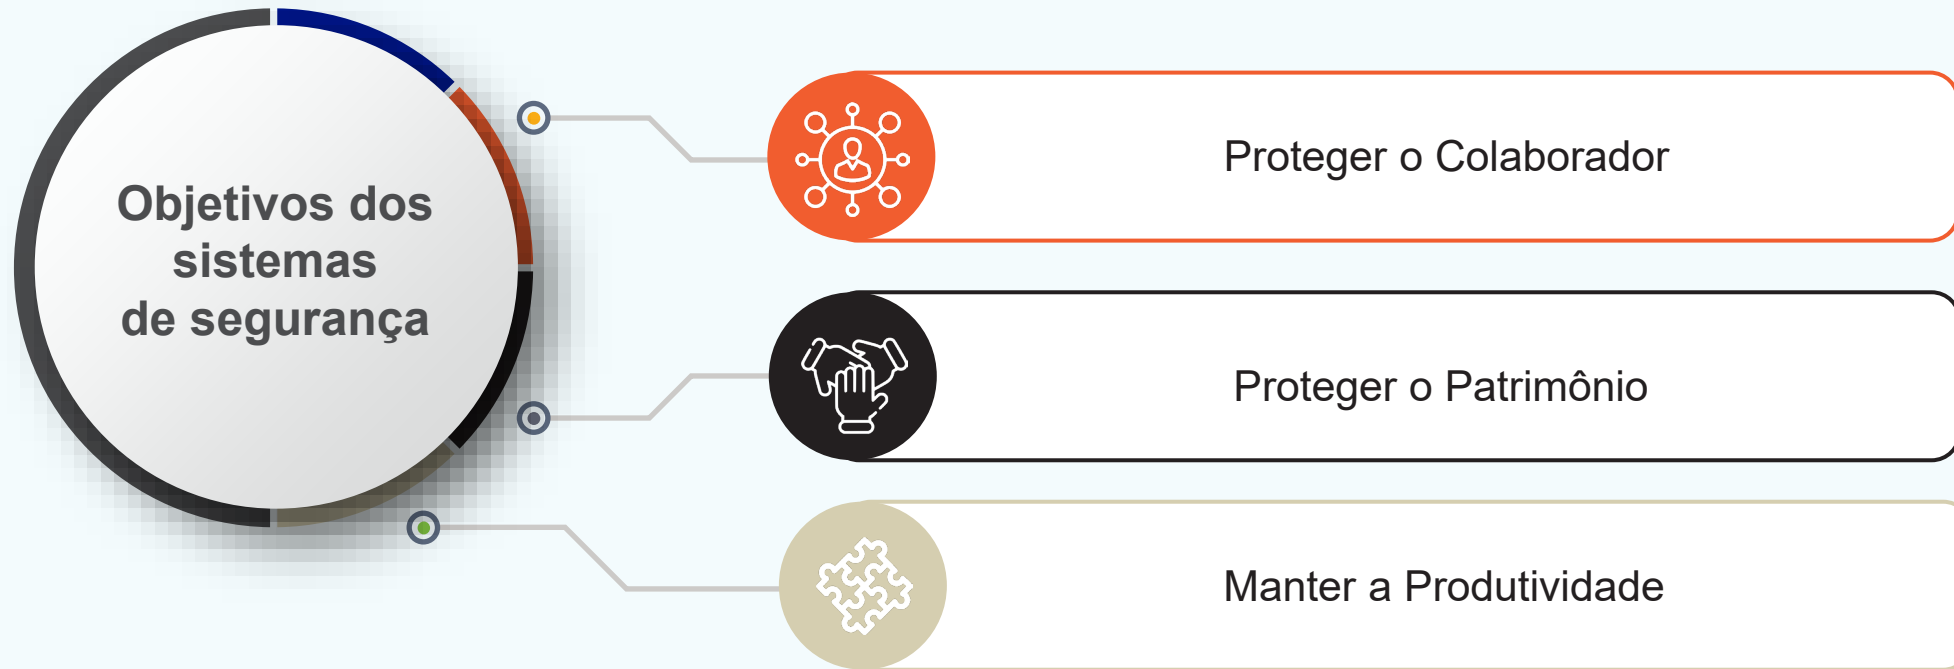 Objetivos dos
sistemas
de segurança
Proteger o Colaborador
Proteger o Patrimônio
Manter a Produtividade